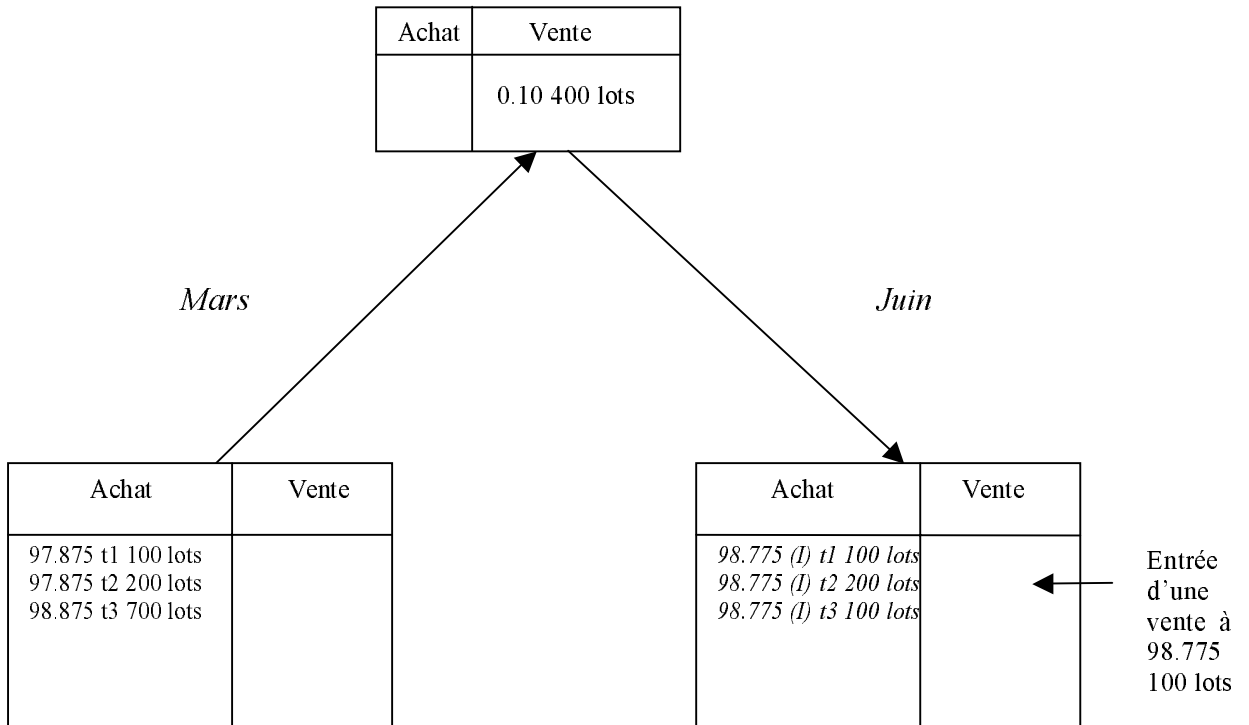 Achat Vente
0.10 400 lots
Mars
Juin
Achat Vente
97.875 t1 100 lots
97.875 t2 200 lots
98.875 t3 700 lots
Achat Vente
98.775 (I) t1 100 lots
98.775 (I) t2 200 lots
98.775 (I) t3 100 lots
Entrée
d'une
vente à
98.775
100 lots